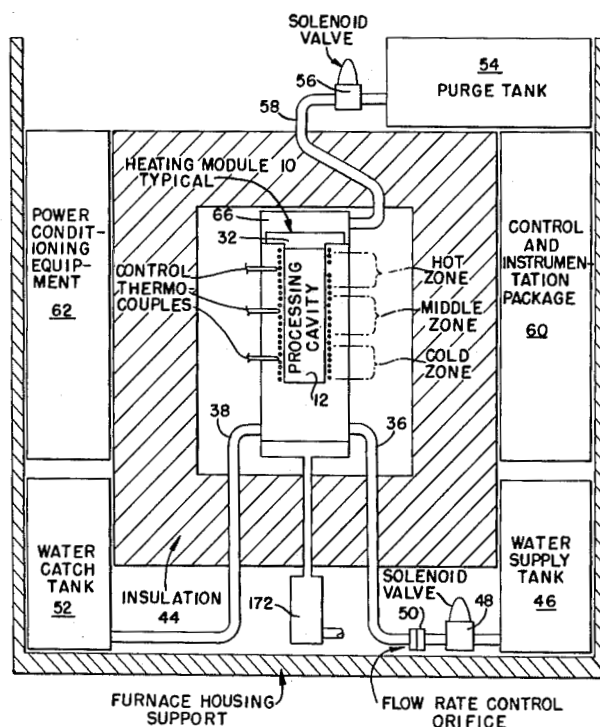 SOLENOID
VALVE
56
58
54
PURGE TANK
HEATING MODULE 10
TYPICAL
66
32
POWER
CONDIT-
IONING
EQUIP-
MENT
62
CONTROL
THERMO-
COUPLES
PROCESSING
CAVITY
12
HOT
ZONE
MIDDLE
ZONE
COLD
ZONE
CONTROL AND
INSTRUMEN-
TATION
PACKAGE
60
38
36
WATER
CATCH
TANK
52
INSULATION
44
172
SOLENOID
VALVE
50
48
WATER
SUPPLY
TANK
46
FURNACE HOUSING
SUPPORT
FLOW RATE CONTROL
ORIFICE